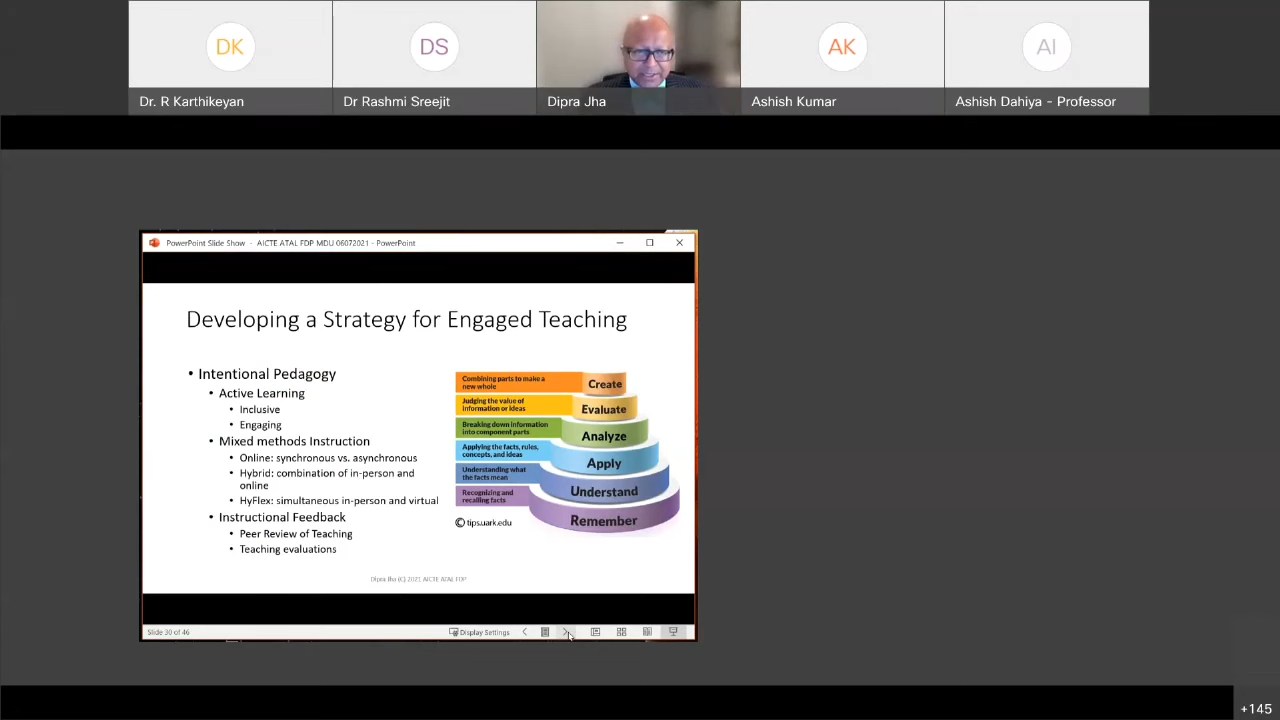 DK
DS
AK
AI
Dr. R Karthikeyan
Dr Rashmi Sreejit
Dipra Jha
Ashish Kumar
Ashish Dahiya - Professor
PowerPoint Slide Show - AICTE ATAL FDP MDU 06072021 - PowerPoint
Developing a Strategy for Engaged Teaching
• Intentional Pedagogy
• Active Learning
• Inclusive
• Engaging
• Mixed methods Instruction
• Online: synchronous vs. asynchronous
• Hybrid: combination of in-person and
online
• HyFlex: simultaneous in-person and virtual
• Instructional Feedback
• Peer Review of Teaching
• Teaching evaluations
Combining parts to make a
new whole
Create
Judging the value of
information or ideas
Evaluate
Breaking down information
into component parts
Analyze
Applying the facts, rules,
concepts, and ideas
Apply
Understanding what
the facts mean
Understand
Recognizing and
recalling facts
Remember
© tips.uark.edu
Dipra Jha (C) 2021 AICTE ATAL FDP
Slide 30 of 46
Display Settings
+145